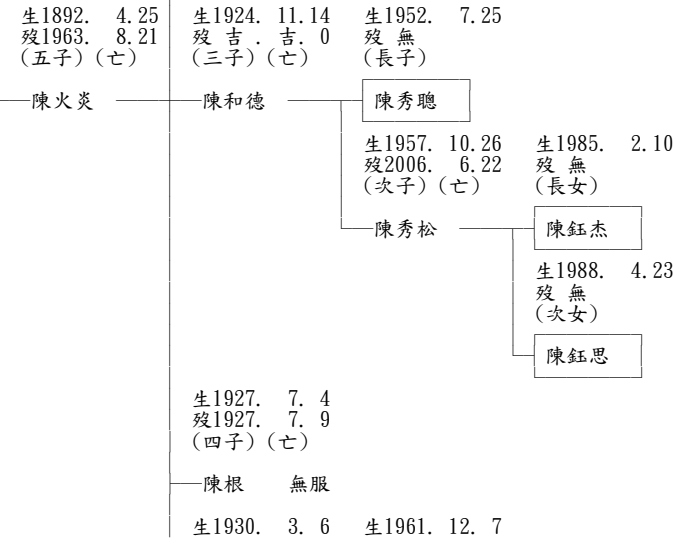 生1892. 4.25 生1924. 11.14 生1952. 7.25
歿1963. 8.21 歿 吉 . 吉. 0 歿 無
(五子)(亡) (三子)(亡) (長子)
陳火炎 陳和德 陳秀聰
生1957. 10.26 生1985. 2.10
歿2006. 6.22 歿 無
(次子)(亡) (長女)
陳秀松 陳鈺杰
生1988. 4.23
歿 無
(次女)
陳鈺思
生1927. 7. 4
歿1927. 7. 9
(四子)(亡)
陳根 無服
生1930. 3. 6 生1961. 12. 7